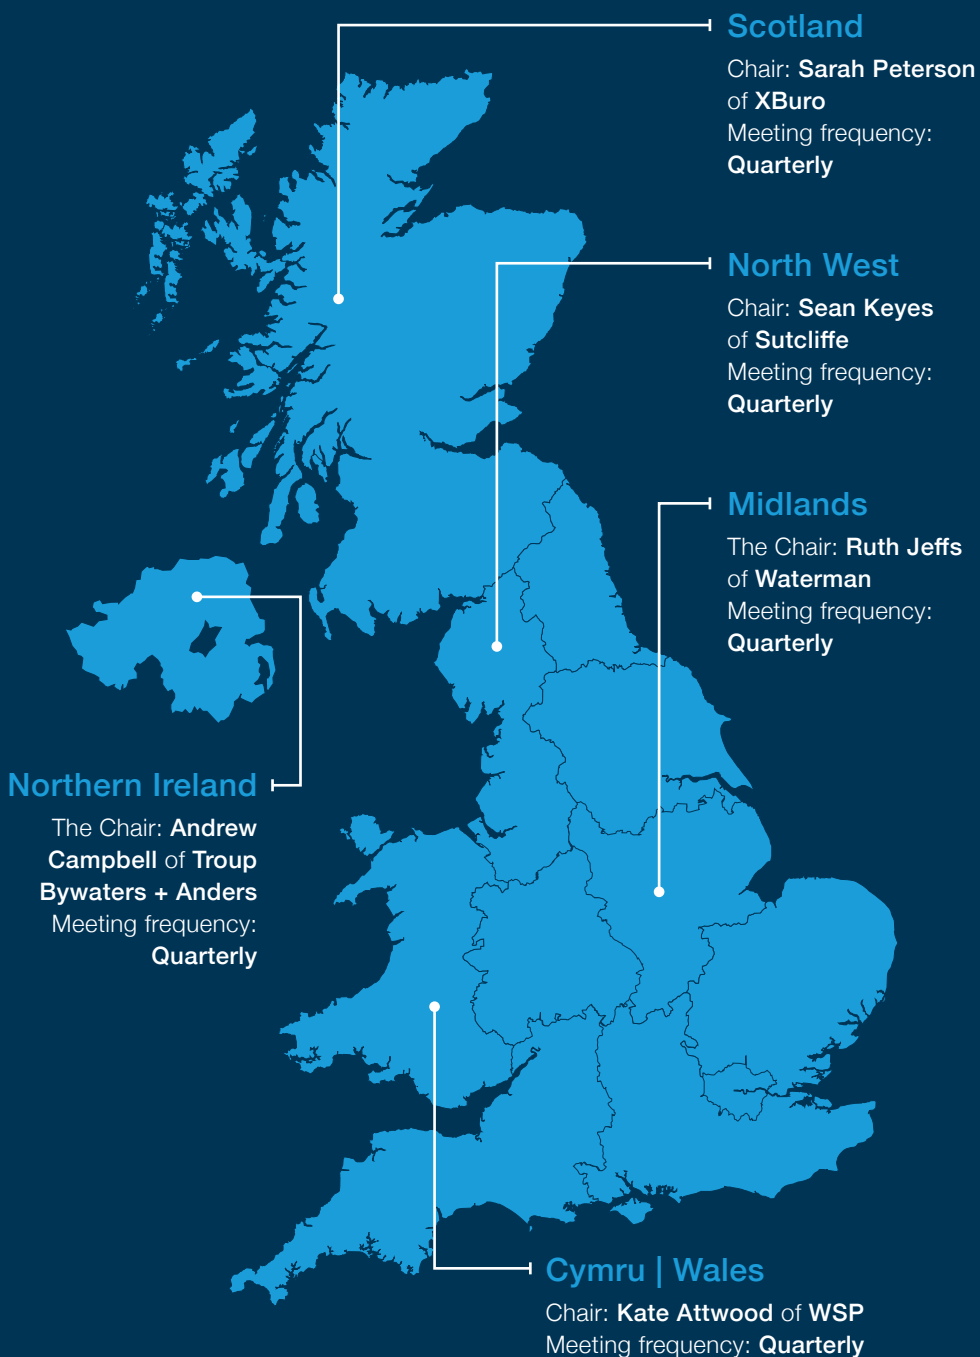 Scotland
Chair: Sarah Peterson
of XBuro
Meeting frequency:
Quarterly
North West
Chair: Sean Keyes
of Sutcliffe
Meeting frequency:
Quarterly
Midlands
The Chair: Ruth Jeffs
of Waterman
Meeting frequency:
Quarterly
Northern Ireland
The Chair: Andrew
Campbell of Troup
Bywaters + Anders
Meeting frequency:
Quarterly
Cymru | Wales
Chair: Kate Attwood of WSP
Meeting frequency: Quarterly